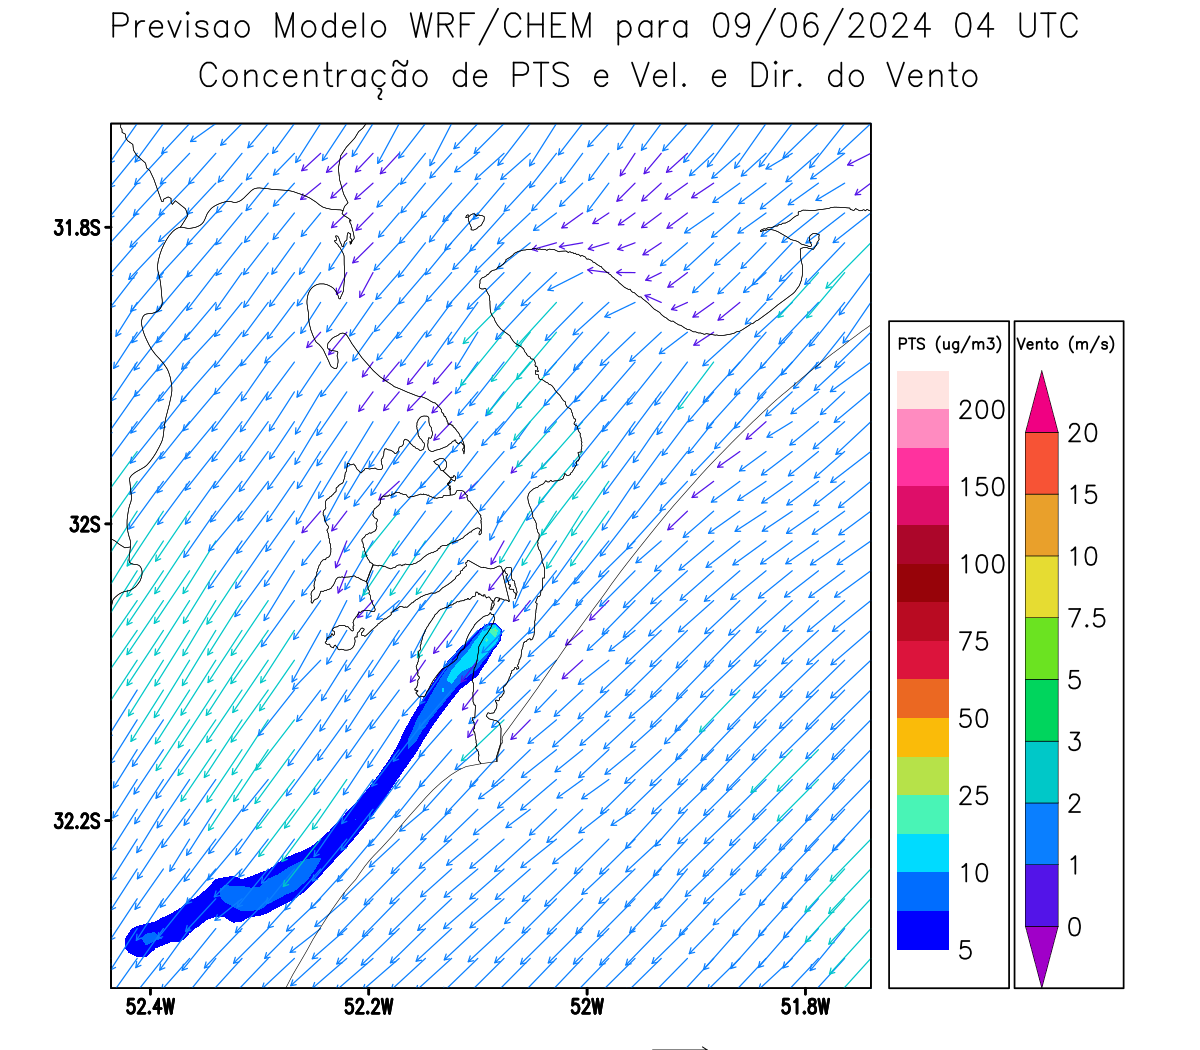 Previsao Modelo WRF/CHEM para 09/06/2024 04 UTC
Concentração de PTS e Vel. e Dir. do Vento
31.8S
32S
32.2S
52.4W
52.2W
52W
51.8W
PTS (ug/m3)
200
150
100
75
50
25
10
5
Vento (m/s)
20
15
10
7.5
5
3
2
1
0